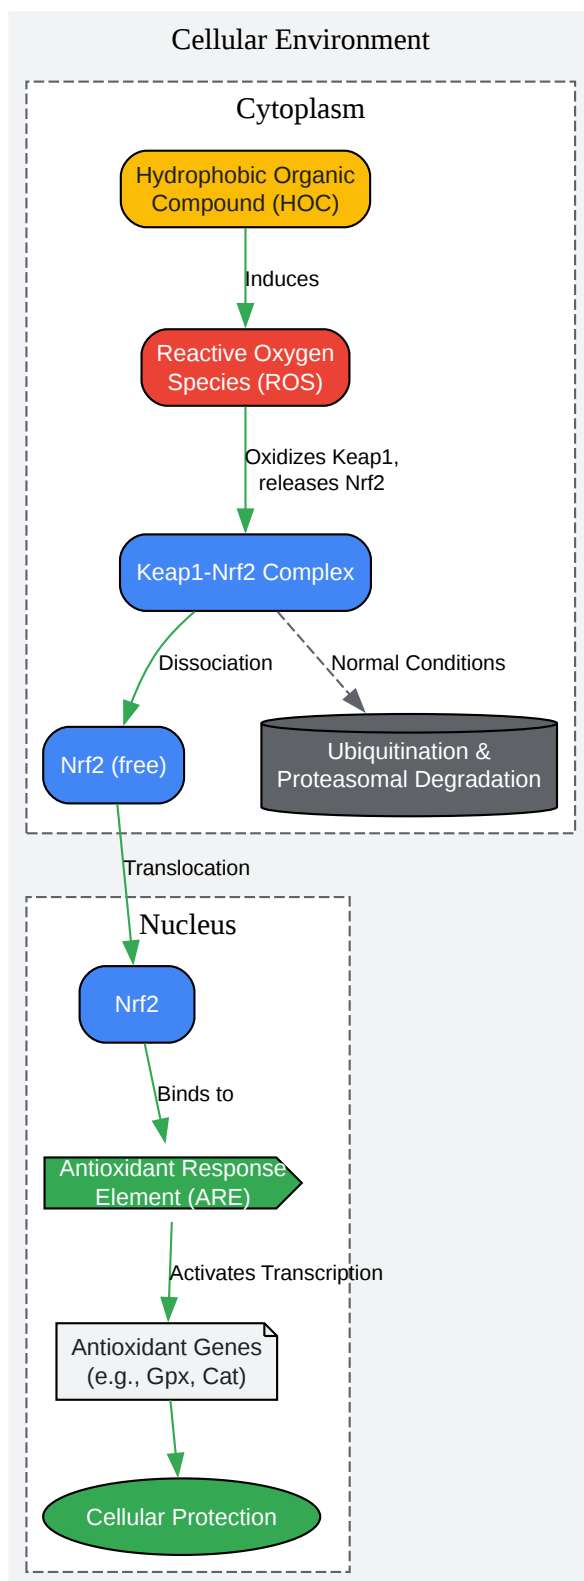 Cellular Environment
Cytoplasm
Hydrophobic Organic
Compound (HOC)
Induces
Reactive Oxygen
Species (ROS)
Oxidizes Keap1,
releases Nrf2
Keap1-Nrf2 Complex
Dissociation
Normal Conditions
Nrf2 (free)
Ubiquitination &
Proteasomal Degradation
Translocation
Nucleus
Nrf2
Binds to
Antioxidant Response
Element (ARE)
Activates Transcription
Antioxidant Genes
(e.g., Gpx, Cat)
Cellular Protection